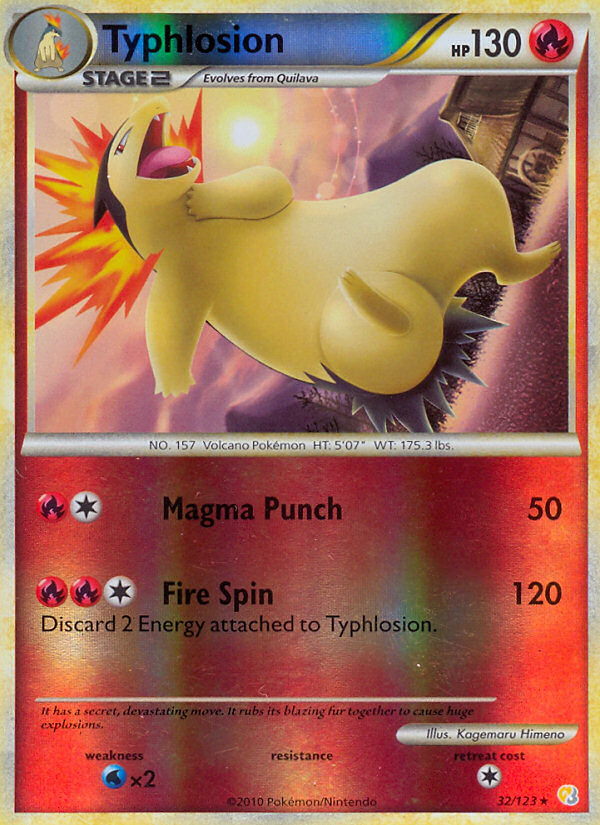 Typhlosion HP 130
STAGE 2 Evolves from Quilava
NO. 157 Volcano Pokémon HT: 5'07" WT: 175.3 lbs.
Magma Punch 50
Fire Spin 120
Discard 2 Energy attached to Typhlosion.
It has a secret, devastating move. It rubs its blazing fur together to cause huge
explosions.
Illus. Kagemaru Himeno
weakness resistance retreat cost
×2
©2010 Pokémon/Nintendo 32/123 ★